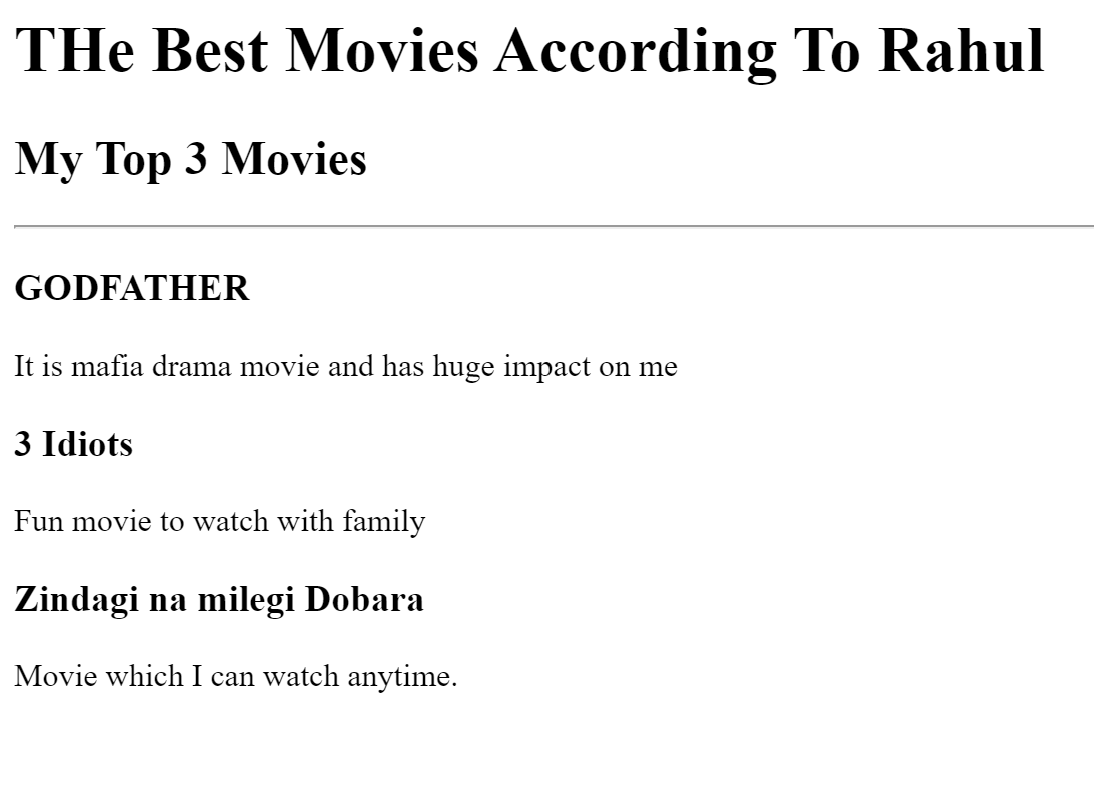 THe Best Movies According To Rahul
My Top 3 Movies
GODFATHER
It is mafia drama movie and has huge impact on me
3 Idiots
Fun movie to watch with family
Zindagi na milegi Dobara
Movie which I can watch anytime.